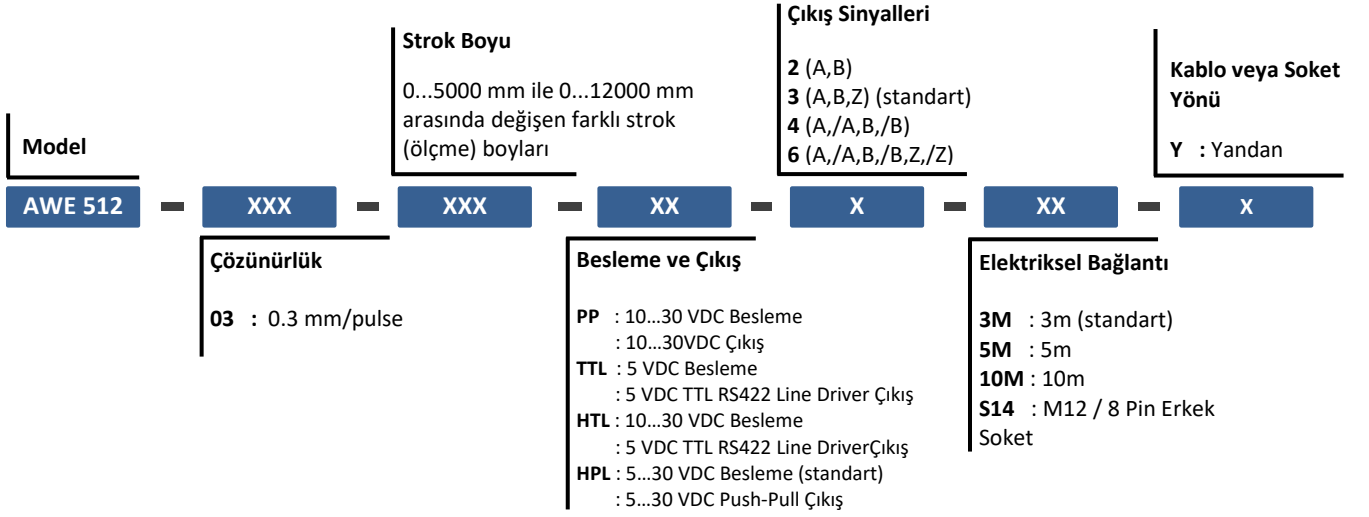 Model
Strok Boyu
0...5000 mm ile 0...12000 mm
arasında değişen farklı strok
(ölçme) boyları
Çıkış Sinyalleri
2 (A,B)
3 (A,B,Z) (standart)
4 (A,/A,B,/B)
6 (A,/A,B,/B,Z,/Z)
Kablo veya Soket
Yönü
Y : Yandan
AWE 512 - XXX - XXX - XX - X - XX - X
Çözünürlük
03 : 0.3 mm/pulse
Besleme ve Çıkış
PP : 10...30 VDC Besleme
: 10...30VDC Çıkış
TTL : 5 VDC Besleme
: 5 VDC TTL RS422 Line Driver Çıkış
HTL : 10...30 VDC Besleme
: 5 VDC TTL RS422 Line DriverÇıkış
HPL : 5...30 VDC Besleme (standart)
: 5...30 VDC Push-Pull Çıkış
Elektriksel Bağlantı
3M : 3m (standart)
5M : 5m
10M : 10m
S14 : M12 / 8 Pin Erkek
Soket